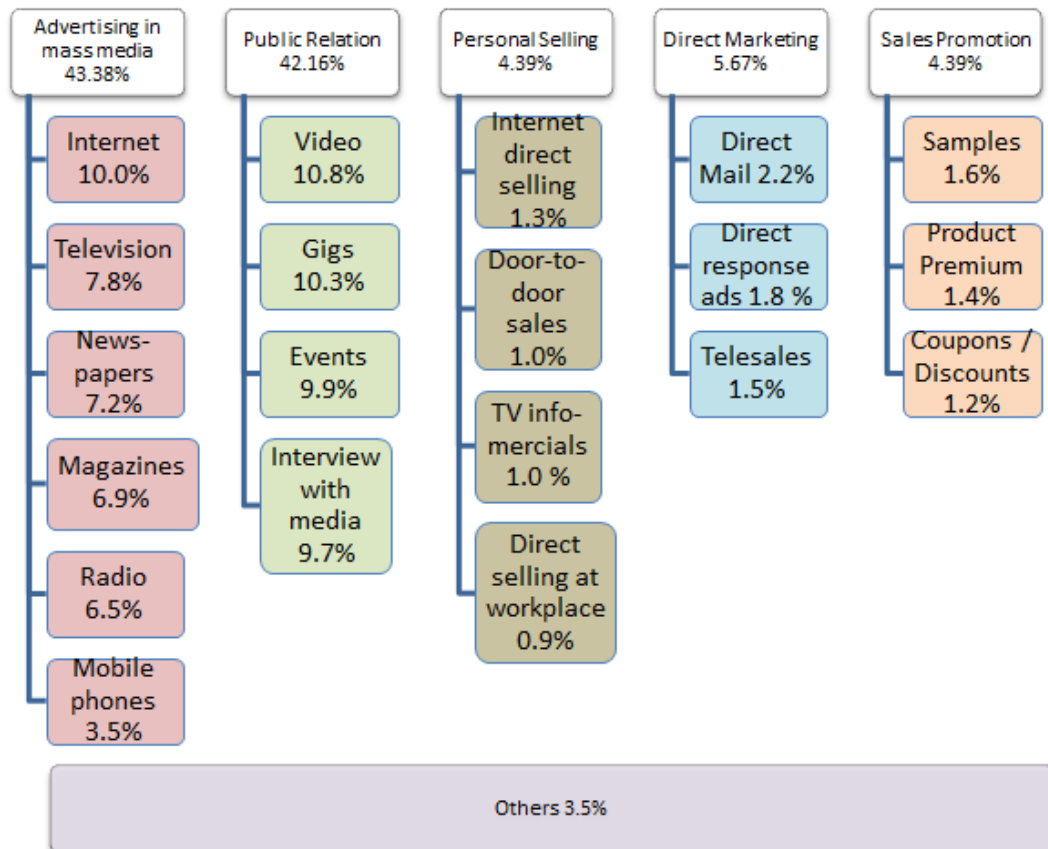 Advertising in
mass media
43.38%
Internet
10.0%
Television
7.8%
News-
papers
7.2%
Magazines
6.9%
Radio
6.5%
Mobile
phones
3.5%
Public Relation
42.16%
Video
10.8%
Gigs
10.3%
Events
9.9%
Interview
with
media
9.7%
Personal Selling
4.39%
Internet
direct
selling
1.3%
Door-to-
door
sales
1.0%
TV info-
mercials
1.0 %
Direct
selling at
workplace
0.9%
Direct Marketing
5.67%
Direct
Mail 2.2%
Direct
response
ads 1.8 %
Telesales
1.5%
Sales Promotion
4.39%
Samples
1.6%
Product
Premium
1.4%
Coupons /
Discounts
1.2%
Others 3.5%